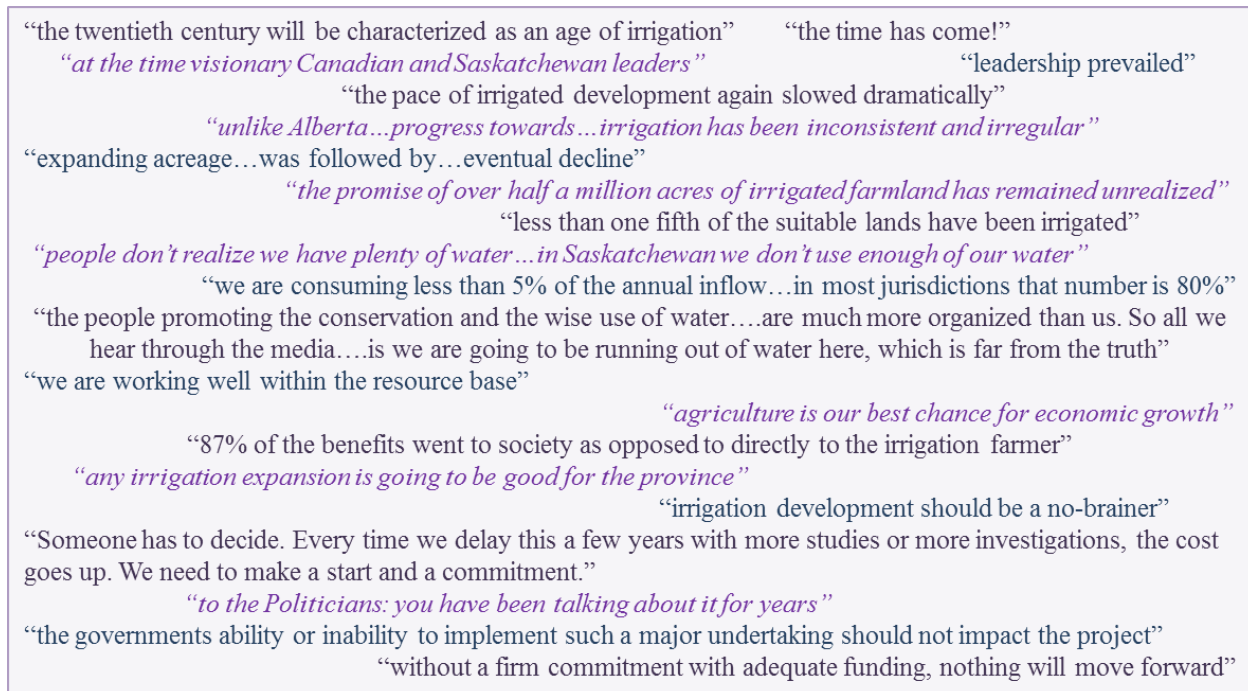 “the twentieth century will be characterized as an age of irrigation” “the time has come!”
“at the time visionary Canadian and Saskatchewan leaders” “leadership prevailed”
“the pace of irrigated development again slowed dramatically”
“unlike Alberta…progress towards…irrigation has been inconsistent and irregular”
“expanding acreage…was followed by…eventual decline”
“the promise of over half a million acres of irrigated farmland has remained unrealized”
“less than one fifth of the suitable lands have been irrigated”
“people don’t realize we have plenty of water…in Saskatchewan we don’t use enough of our water”
“we are consuming less than 5% of the annual inflow…in most jurisdictions that number is 80%”
“the people promoting the conservation and the wise use of water….are much more organized than us. So all we
hear through the media….is we are going to be running out of water here, which is far from the truth”
“we are working well within the resource base”
“agriculture is our best chance for economic growth”
“87% of the benefits went to society as opposed to directly to the irrigation farmer”
“any irrigation expansion is going to be good for the province”
“irrigation development should be a no-brainer”
“Someone has to decide. Every time we delay this a few years with more studies or more investigations, the cost
goes up. We need to make a start and a commitment.”
“to the Politicians: you have been talking about it for years”
“the governments ability or inability to implement such a major undertaking should not impact the project”
“without a firm commitment with adequate funding, nothing will move forward”